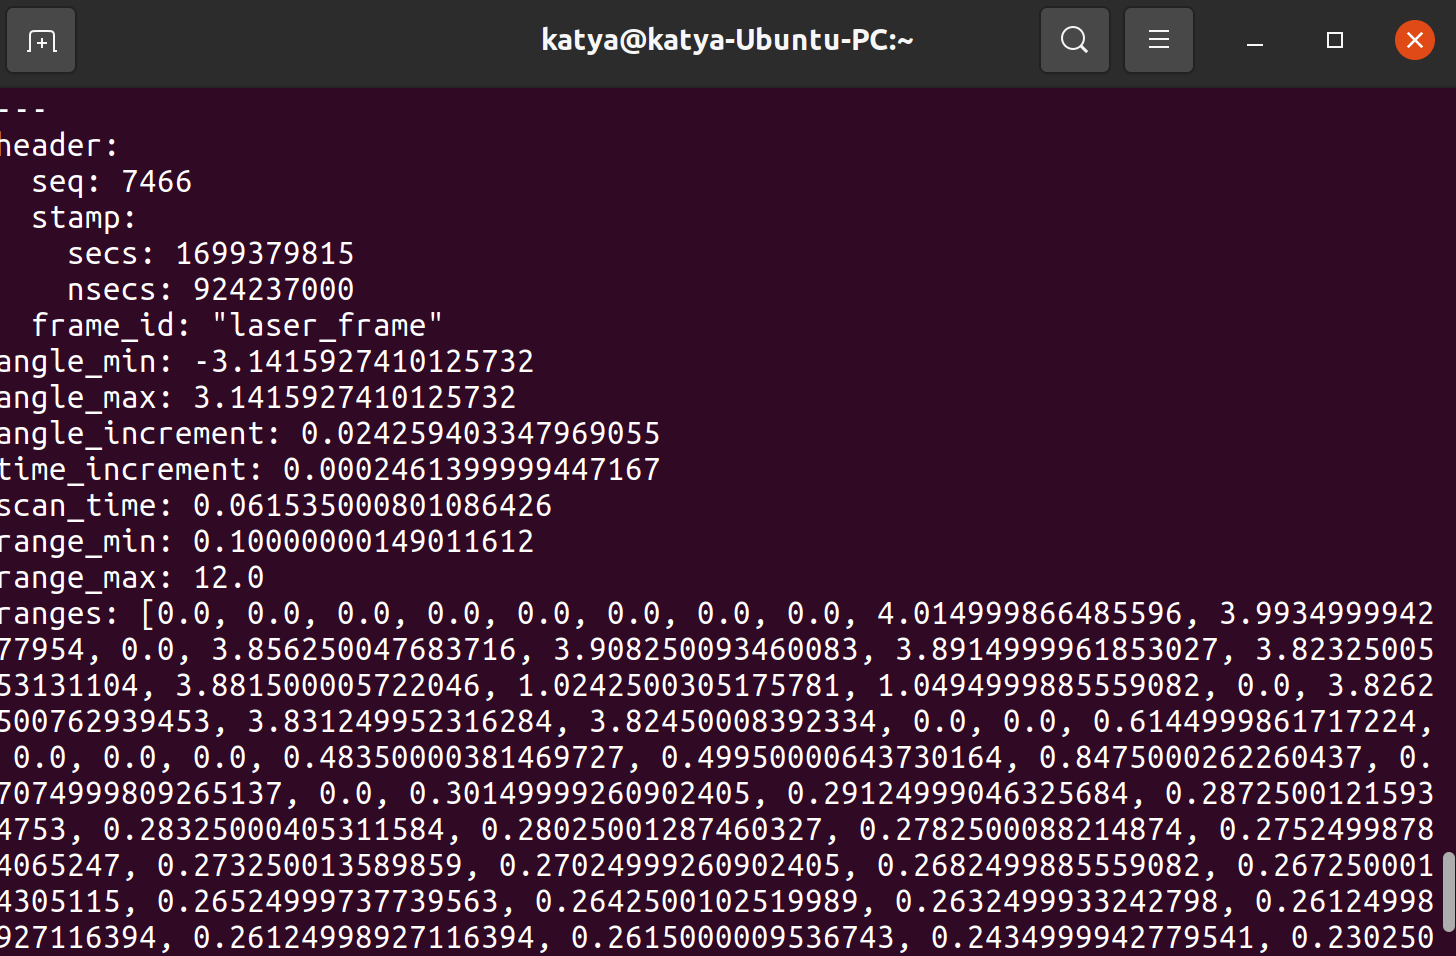 katya@katya-Ubuntu-PC:~
---
header:
seq: 7466
stamp:
secs: 1699379815
nsecs: 924237000
frame_id: "laser_frame"
angle_min: -3.1415927410125732
angle_max: 3.1415927410125732
angle_increment: 0.024259403347969055
time_increment: 0.0002461399999447167
scan_time: 0.061535000801086426
range_min: 0.10000000149011612
range_max: 12.0
ranges: [0.0, 0.0, 0.0, 0.0, 0.0, 0.0, 0.0, 0.0, 4.014999866485596, 3.9934999942
77954, 0.0, 3.856250047683716, 3.908250093460083, 3.8914999961853027, 3.82325005
53131104, 3.881500005722046, 1.0242500305175781, 1.0494999885559082, 0.0, 3.8262
500762939453, 3.831249952316284, 3.82450008392334, 0.0, 0.0, 0.6144999861717224,
0.0, 0.0, 0.0, 0.48350000381469727, 0.49950000643730164, 0.8475000262260437, 0.
7074999809265137, 0.0, 0.30149999260902405, 0.29124999046325684, 0.2872500121593
4753, 0.28325000405311584, 0.28025001287460327, 0.2782500088214874, 0.2752499878
4065247, 0.273250013589859, 0.27024999260902405, 0.2682499885559082, 0.267250001
4305115, 0.26524999737739563, 0.2642500102519989, 0.2632499933242798, 0.26124998
927116394, 0.26124998927116394, 0.2615000009536743, 0.2434999942779541, 0.230250